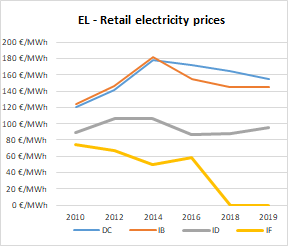 EL - Retail electricity prices
200 €/MWh
180 €/MWh
160 €/MWh
140 €/MWh
120 €/MWh
100 €/MWh
80 €/MWh
60 €/MWh
40 €/MWh
20 €/MWh
0 €/MWh
2010 2012 2014 2016 2018 2019
DC IB ID IF